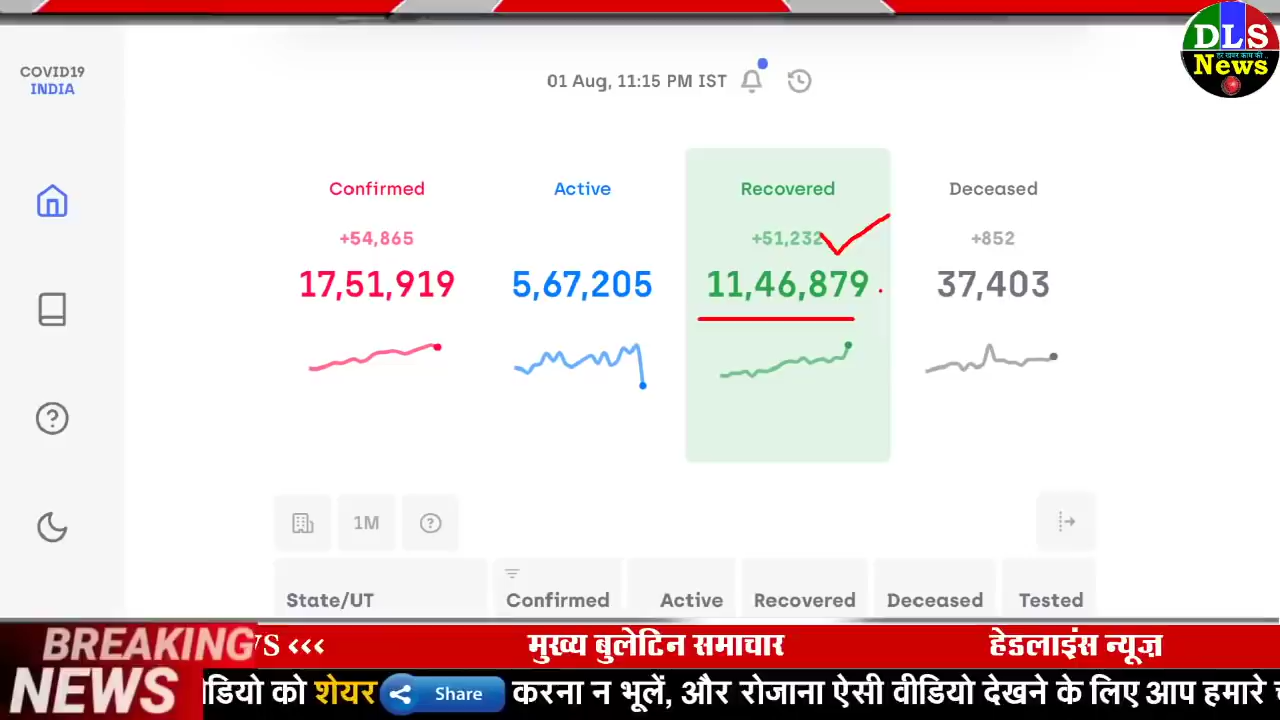 DLS
हर खबर काम की..
News
COVID19
INDIA
01 Aug, 11:15 PM IST
Confirmed
+54,865
17,51,919
Active
5,67,205
Recovered
+51,232
11,46,879
Deceased
+852
37,403
1M
State/UT Confirmed Active Recovered Deceased Tested
BREAKING
NEWS
<<< मुख्य बुलेटिन समाचार हेडलाइंस न्यूज़
शेयर Share करना न भूलें, और रोजाना ऐसी वीडियो देखने के लिए आप हमारे